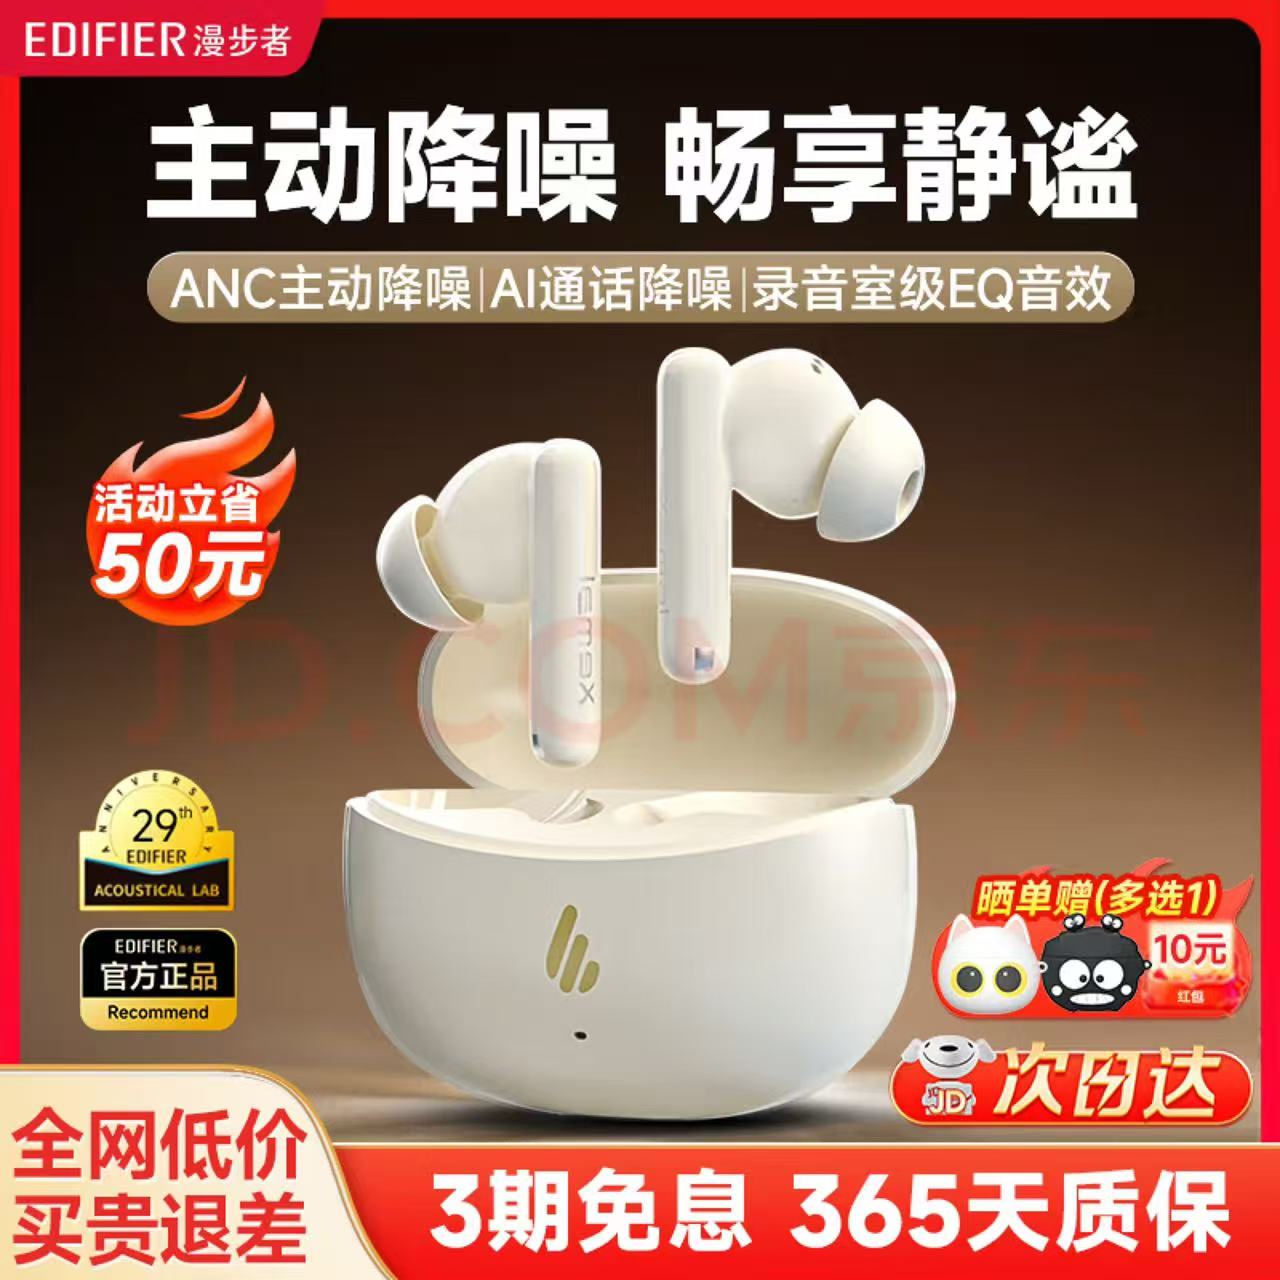 EDIFIER漫步者
主动降噪 畅享静谧
ANC主动降噪|AI通话降噪|录音室级EQ音效
活动立省
50元
JD.COM京东
ANNIVERSARY
29th
EDIFIER
ACOUSTICAL LAB
EDIFIER漫步者
官方正品
Recommend
晒单赠(多选1)
10元
红包
JD
次日达
全网低价
买贵退差
3期免息 365天质保